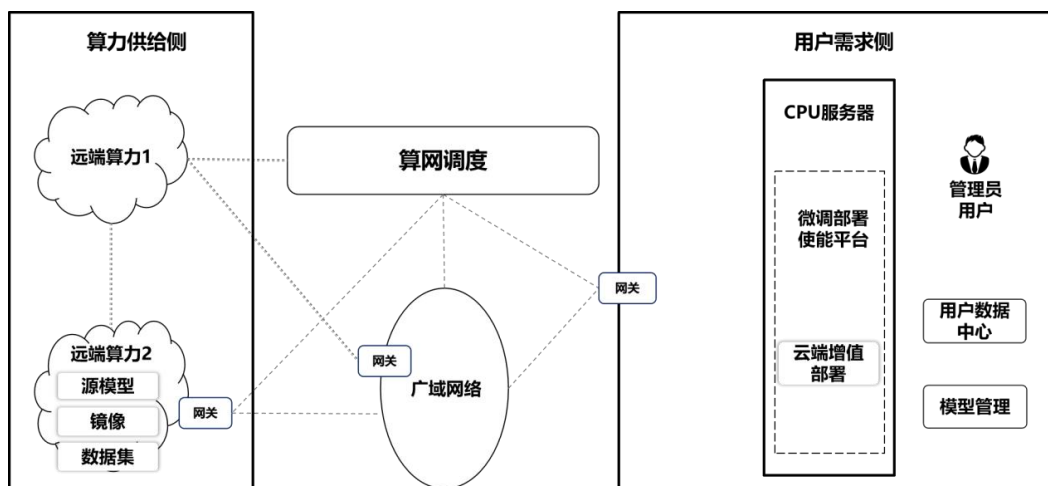 算力供给侧
远端算力1
远端算力2
源模型
镜像
数据集
网关
算网调度
网关
广域网络
网关
用户需求侧
CPU服务器
微调部署
使能平台
云端增值
部署
管理员
用户
用户数据
中心
模型管理